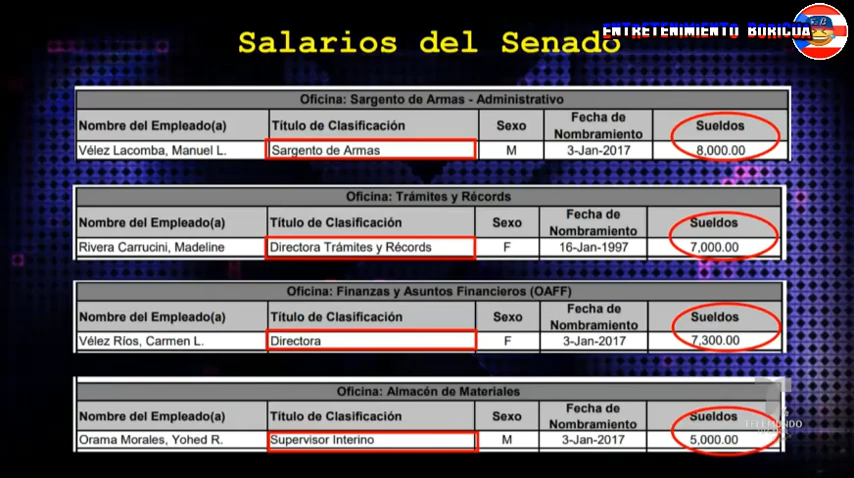 ENTRETENIMIENTO BORICUA
Salarios del Senado
Oficina: Sargento de Armas - Administrativo
Nombre del Empleado(a) Título de Clasificación Sexo Fecha de Nombramiento Sueldos
Vélez Lacomba, Manuel L. Sargento de Armas M 3-Jan-2017 8,000.00
Oficina: Trámites y Récords
Nombre del Empleado(a) Título de Clasificación Sexo Fecha de Nombramiento Sueldos
Rivera Carrucini, Madeline Directora Trámites y Récords F 16-Jan-1997 7,000.00
Oficina: Finanzas y Asuntos Financieros (OAFF)
Nombre del Empleado(a) Título de Clasificación Sexo Fecha de Nombramiento Sueldos
Vélez Ríos, Carmen L. Directora F 3-Jan-2017 7,300.00
Oficina: Almacén de Materiales
Nombre del Empleado(a) Título de Clasificación Sexo Fecha de Nombramiento Sueldos
Orama Morales, Yohed R. Supervisor Interino M 3-Jan-2017 5,000.00
TELEMUNDO